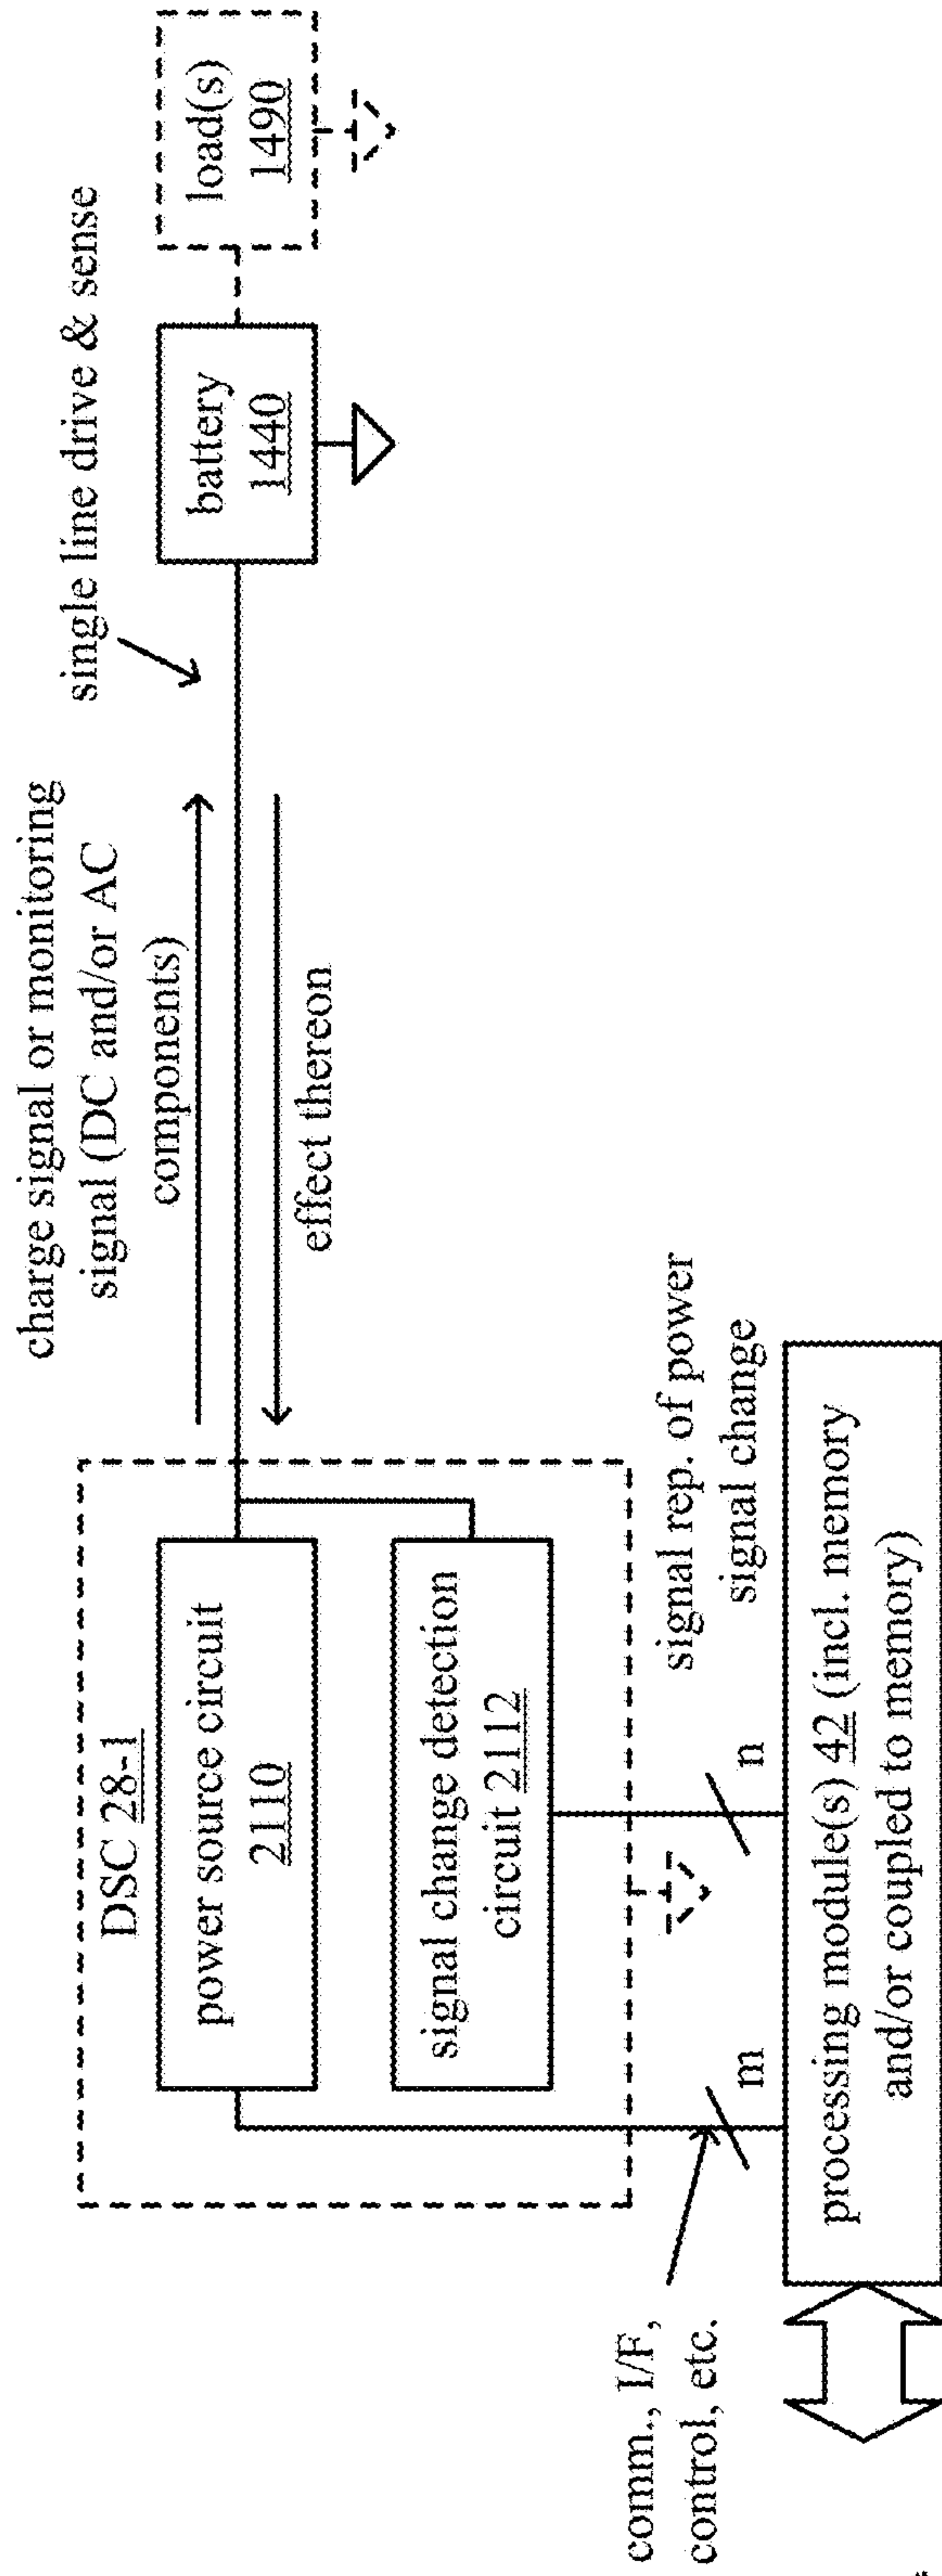 charge signal or monitoring
signal (DC and/or AC
components)
single line drive & sense
DSC 28-1
power source circuit
2110
effect thereon
battery
1440
load(s)
1490
signal change detection
circuit 2112
signal rep. of power
signal change
comm., I/F,
control, etc.
m
n
processing module(s) 42 (incl. memory
and/or coupled to memory)